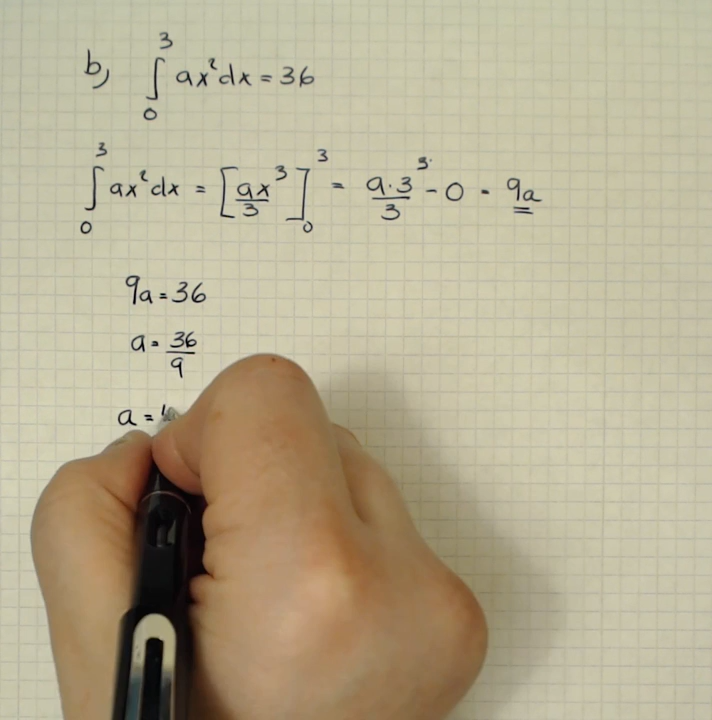 b) ∫₀³ ax²dx = 36
∫₀³ ax²dx = [ax³/3]₀³ = a·3³/3 - 0 = 9a
9a = 36
a = 36/9
a =